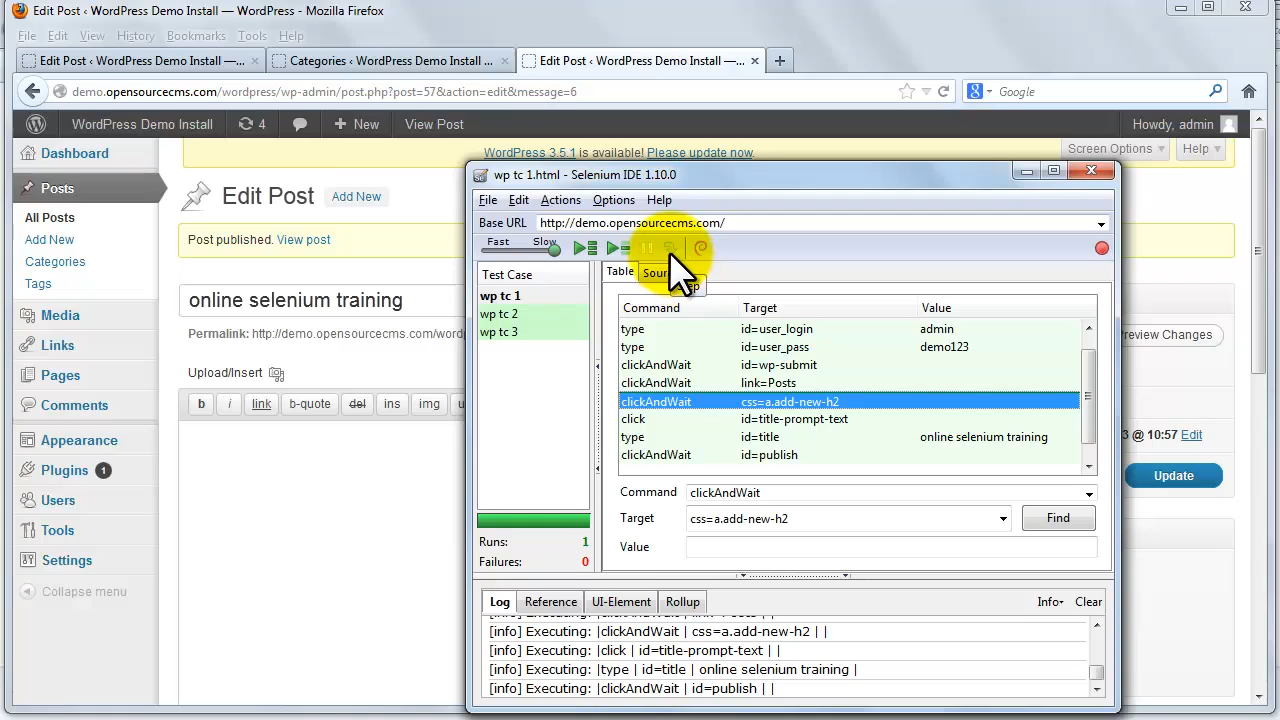 Edit Post ‹ WordPress Demo Install — WordPress - Mozilla Firefox
File Edit View History Bookmarks Tools Help
Edit Post ‹ WordPress Demo Install —... × Categories ‹ WordPress Demo Install —... × Edit Post ‹ WordPress Demo Install —... × +
demo.opensourcecms.com/wordpress/wp-admin/post.php?post=57&action=edit&message=6 Google
WordPress Demo Install 4 + New View Post Howdy, admin
WordPress 3.5.1 is available! Please update now. Screen Options Help
Dashboard
Posts
All Posts
Add New
Categories
Tags
Media
Links
Pages
Comments
Appearance
Plugins 1
Users
Tools
Settings
Collapse menu
Edit Post Add New
Post published. View post
online selenium training
Permalink: http://demo.opensourcecms.com/wordp
Upload/Insert
b i link b-quote del ins img
Preview Changes
3 @ 10:57 Edit
Update
wp tc 1.html - Selenium IDE 1.10.0
File Edit Actions Options Help
Base URL http://demo.opensourcecms.com/
Fast Slow
Test Case
wp tc 1
wp tc 2
wp tc 3
Runs: 1
Failures: 0
Table Sour
Command Target Value
type id=user_login admin
type id=user_pass demo123
clickAndWait id=wp-submit
clickAndWait link=Posts
clickAndWait css=a.add-new-h2
click id=title-prompt-text
type id=title online selenium training
clickAndWait id=publish
Command clickAndWait
Target css=a.add-new-h2 Find
Value
Log Reference UI-Element Rollup Info Clear
[info] Executing: |clickAndWait | css=a.add-new-h2 | |
[info] Executing: |click | id=title-prompt-text | |
[info] Executing: |type | id=title | online selenium training |
[info] Executing: |clickAndWait | id=publish | |